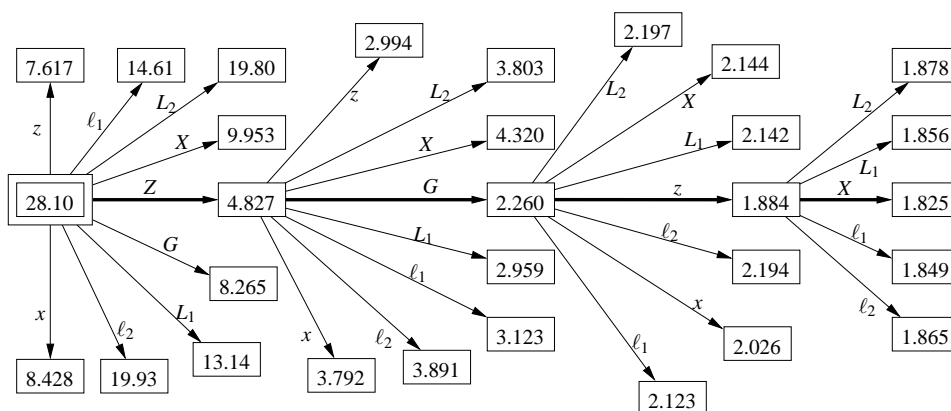 2.197
2.994
7.617 14.61 19.80 3.803 2.144 1.878
L₂ z L₂ L₂ X L₂
ℓ₁ z X 9.953 X 4.320 L₁ 2.142 L₁ 1.856
28.10 Z 4.827 G 2.260 z 1.884 X 1.825
G 8.265 L₁ 2.959 ℓ₂ 2.194 ℓ₁ 1.849
ℓ₁ 3.123 x 2.026 ℓ₂ 1.865
x ℓ₂ L₁ 13.14 x ℓ₂ ℓ₁
8.428 19.93 3.792 3.891
2.123